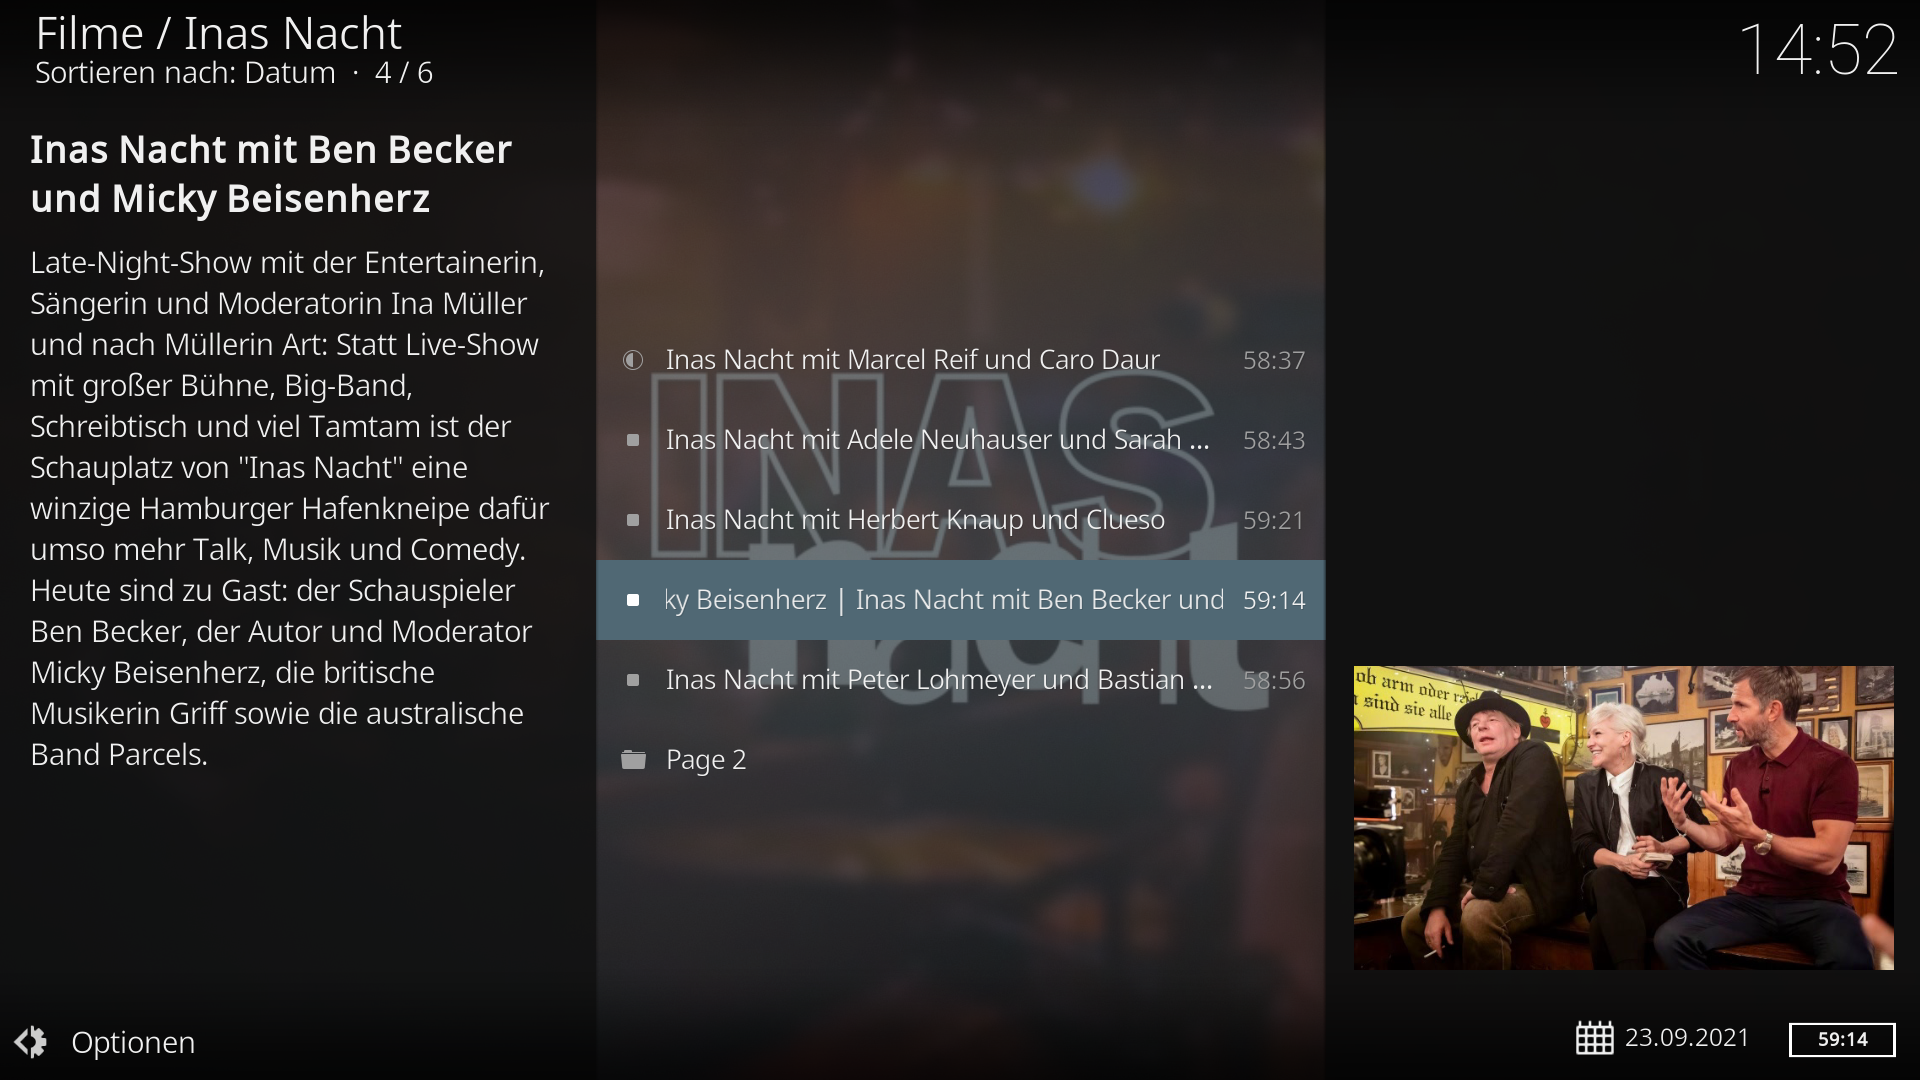 Filme / Inas Nacht
Sortieren nach: Datum · 4 / 6
14:52
Inas Nacht mit Ben Becker
und Micky Beisenherz
Late-Night-Show mit der Entertainerin,
Sängerin und Moderatorin Ina Müller
und nach Müllerin Art: Statt Live-Show
mit großer Bühne, Big-Band,
Schreibtisch und viel Tamtam ist der
Schauplatz von "Inas Nacht" eine
winzige Hamburger Hafenkneipe dafür
umso mehr Talk, Musik und Comedy.
Heute sind zu Gast: der Schauspieler
Ben Becker, der Autor und Moderator
Micky Beisenherz, die britische
Musikerin Griff sowie die australische
Band Parcels.
INAS
nacht
Inas Nacht mit Marcel Reif und Caro Daur 58:37
Inas Nacht mit Adele Neuhauser und Sarah ... 58:43
Inas Nacht mit Herbert Knaup und Clueso 59:21
ky Beisenherz | Inas Nacht mit Ben Becker und 59:14
Inas Nacht mit Peter Lohmeyer und Bastian ... 58:56
Page 2
ob arm oder
sind sie alle
Optionen
23.09.2021
59:14